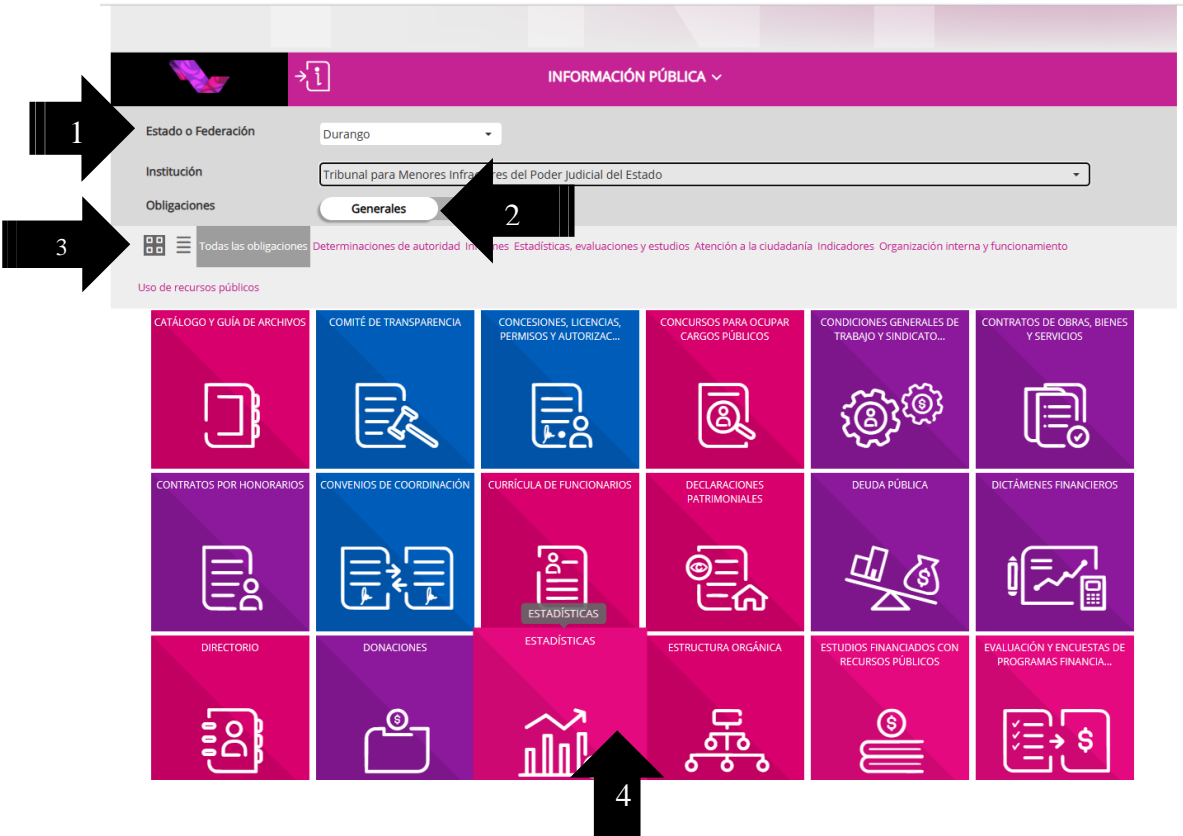 INFORMACIÓN PÚBLICA
1
Estado o Federación
Durango
Institución
Tribunal para Menores Infractores del Poder Judicial del Estado
Obligaciones
Generales
2
3
Todas las obligaciones Determinaciones de autoridad Estadísticas, evaluaciones y estudios Atención a la ciudadanía Indicadores Organización interna y funcionamiento
Uso de recursos públicos
CATÁLOGO Y GUÍA DE ARCHIVOS
COMITÉ DE TRANSPARENCIA
CONCESIONES, LICENCIAS,
PERMISOS Y AUTORIZAC...
CONCURSOS PARA OCUPAR
CARGOS PÚBLICOS
CONDICIONES GENERALES DE
TRABAJO Y SINDICATO...
CONTRATOS DE OBRAS, BIENES
Y SERVICIOS
CONTRATOS POR HONORARIOS
CONVENIOS DE COORDINACIÓN
CURRÍCULA DE FUNCIONARIOS
DECLARACIONES
PATRIMONIALES
DEUDA PÚBLICA
DICTÁMENES FINANCIEROS
DIRECTORIO
DONACIONES
ESTADÍSTICAS
ESTADÍSTICAS
ESTRUCTURA ORGÁNICA
ESTUDIOS FINANCIADOS CON
RECURSOS PÚBLICOS
EVALUACIÓN Y ENCUESTAS DE
PROGRAMAS FINANCIA...
4